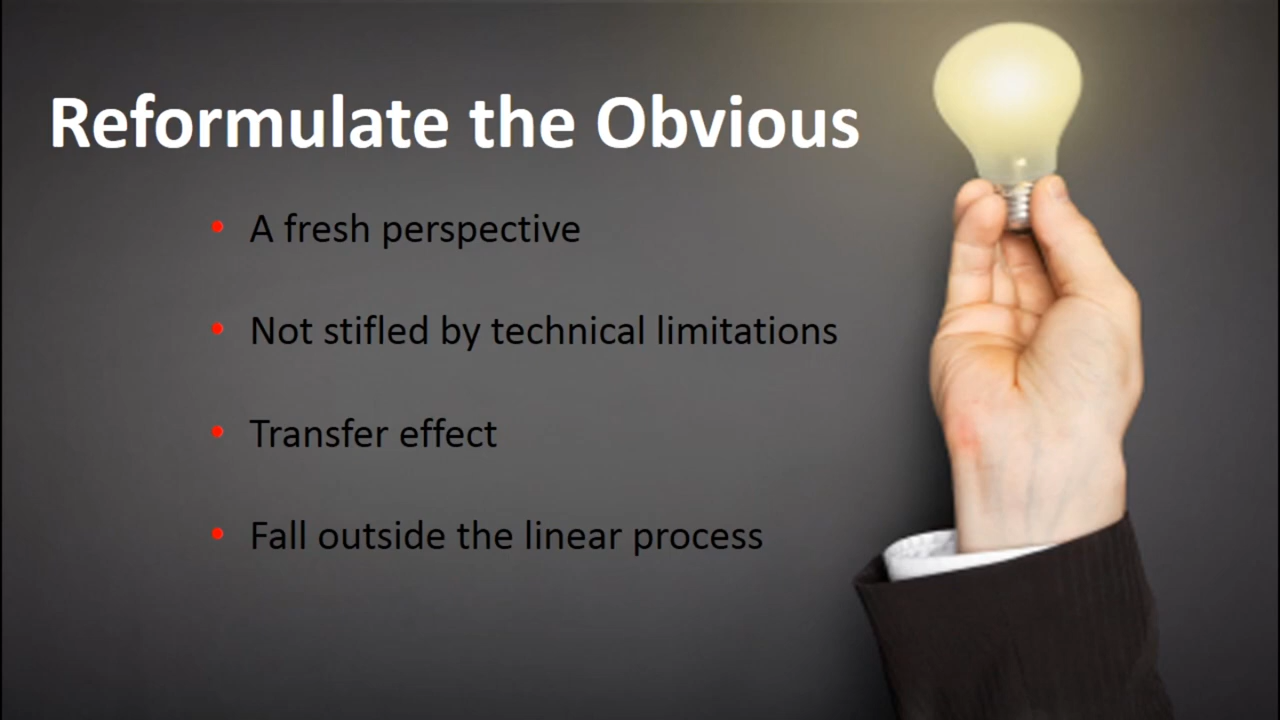 Reformulate the Obvious
• A fresh perspective
• Not stifled by technical limitations
• Transfer effect
• Fall outside the linear process